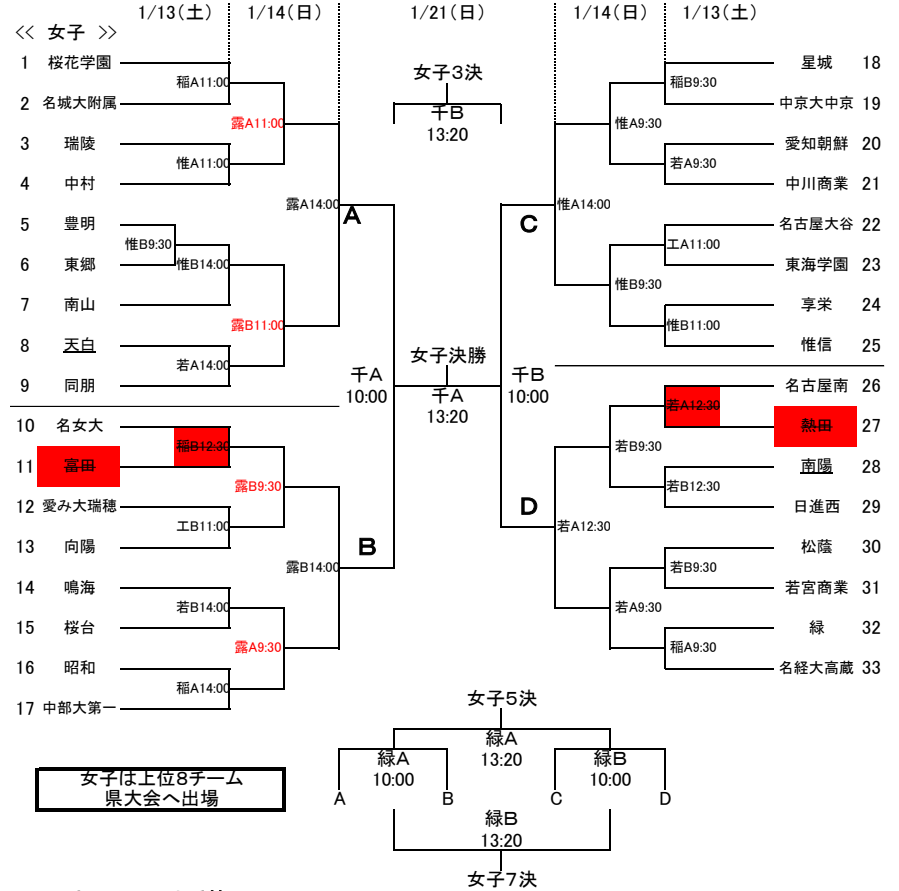 1/13(土) 1/14(日) 1/21(日) 1/14(日) 1/13(土)
<< 女子 >>
1 桜花学園
稲A11:00
2 名城大附属
露A11:00
3 瑞陵
惟A11:00
4 中村
露A14:00
A
5 豊明
惟B9:30
惟B14:00
6 東郷
7 南山
露B11:00
8 天白
若A14:00
9 同朋
10 名女大
稲B12:30
11 富田
露B9:30
12 愛み大瑞穂
工B11:00
13 向陽
B
露B14:00
14 鳴海
若B14:00
15 桜台
露A9:30
16 昭和
稲A14:00
17 中部大第一
女子3決
千B
13:20
千A
10:00
女子決勝
千A
13:20
千B
10:00
星城 18
稲B9:30
中京大中京 19
惟A9:30
愛知朝鮮 20
若A9:30
中川商業 21
惟A14:00
C
名古屋大谷 22
工A11:00
東海学園 23
惟B9:30
享栄 24
惟B11:00
惟信 25
名古屋南 26
若A12:30
熱田 27
若B9:30
南陽 28
若B12:30
日進西 29
D
若A12:30
松蔭 30
若B9:30
若宮商業 31
若A9:30
緑 32
稲A9:30
名経大高蔵 33
女子5決
緑A
13:20
緑A
10:00
緑B
10:00
A B C D
緑B
13:20
女子7決
女子は上位8チーム
県大会へ出場